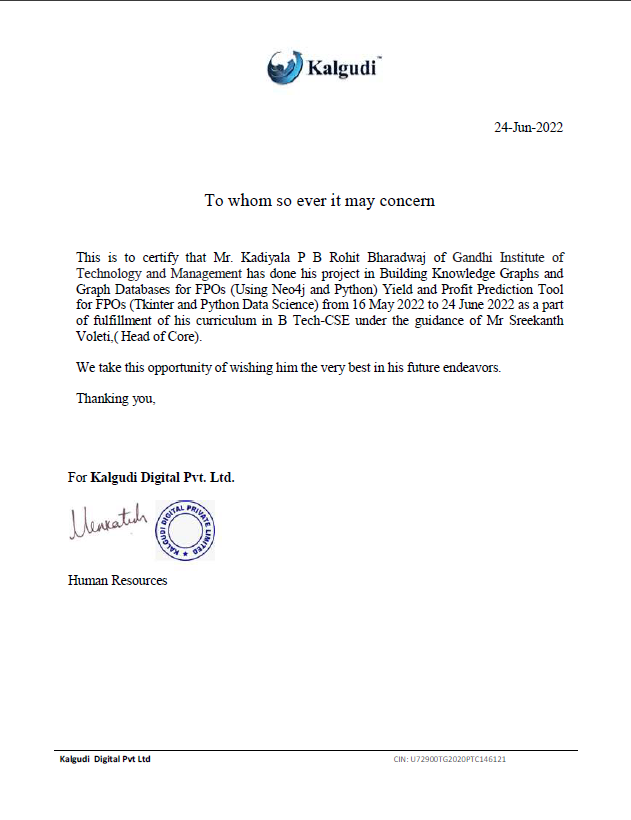 Kalgudi™
24-Jun-2022
To whom so ever it may concern
This is to certify that Mr. Kadiyala P B Rohit Bharadwaj of Gandhi Institute of
Technology and Management has done his project in Building Knowledge Graphs and
Graph Databases for FPOs (Using Neo4j and Python) Yield and Profit Prediction Tool
for FPOs (Tkinter and Python Data Science) from 16 May 2022 to 24 June 2022 as a part
of fulfillment of his curriculum in B Tech-CSE under the guidance of Mr Sreekanth
Voleti,( Head of Core).
We take this opportunity of wishing him the very best in his future endeavors.
Thanking you,
For Kalgudi Digital Pvt. Ltd.
Venkatesh
KALGUDI DIGITAL PRIVATE LIMITED ★
Human Resources
Kalgudi Digital Pvt Ltd
CIN: U72900TG2020PTC146121